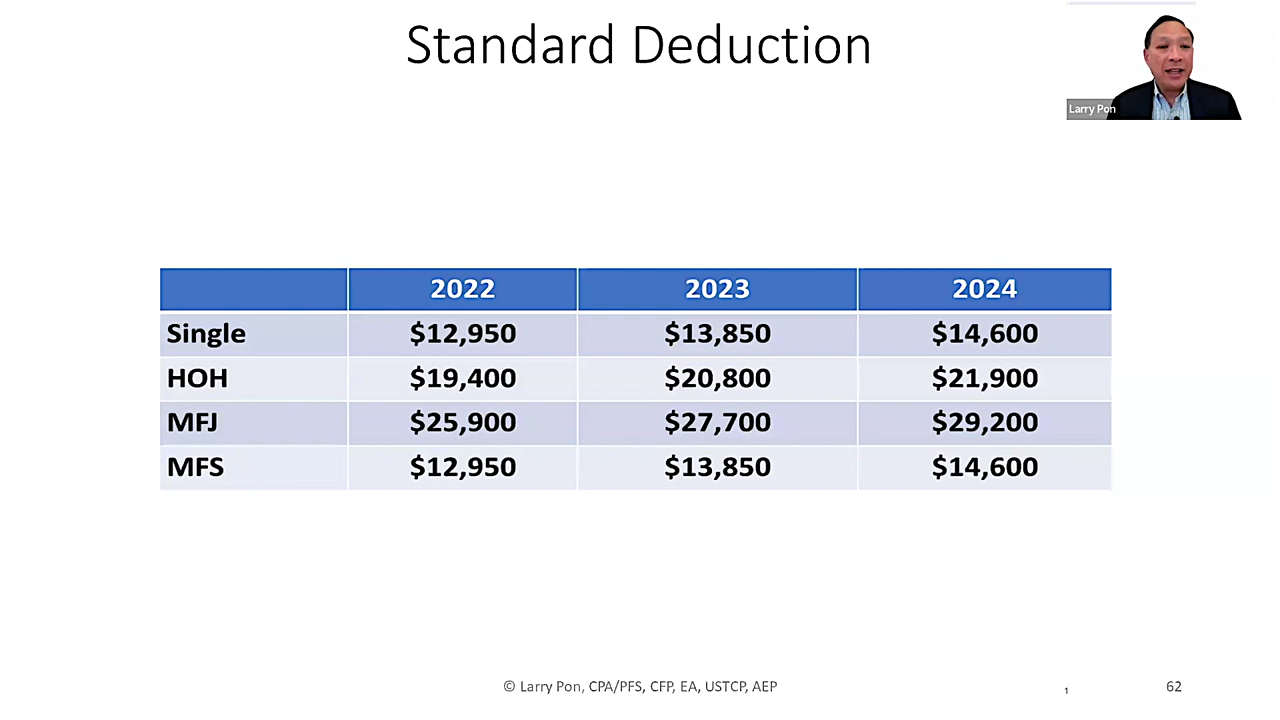 Standard Deduction
Larry Pon
2022 2023 2024
Single $12,950 $13,850 $14,600
HOH $19,400 $20,800 $21,900
MFJ $25,900 $27,700 $29,200
MFS $12,950 $13,850 $14,600
© Larry Pon, CPA/PFS, CFP, EA, USTCP, AEP
1
62